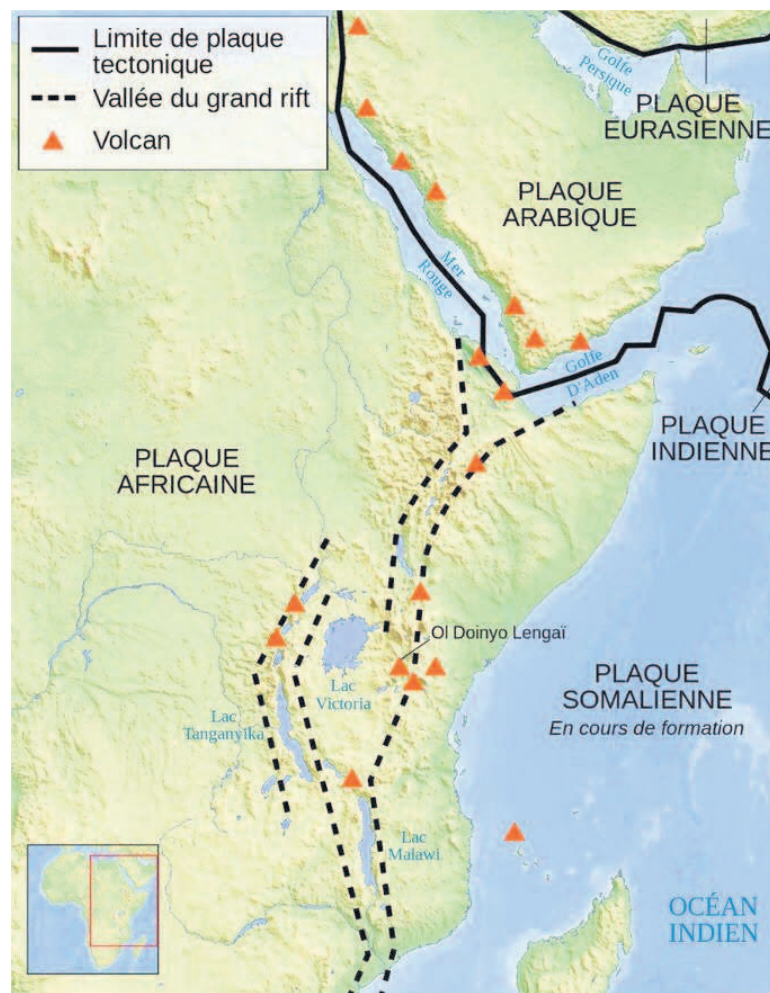 Limite de plaque
tectonique
Vallée du grand rift
Volcan
Golfe
Persique
PLAQUE
EURASIENNE
PLAQUE
ARABIQUE
Mer
Rouge
Golfe
D'Aden
PLAQUE
INDIENNE
PLAQUE
AFRICAINE
Ol Doinyo Lengaï
Lac
Victoria
PLAQUE
SOMALIENNE
En cours de formation
Lac
Tanganyika
Lac
Malawi
OCÉAN
INDIEN